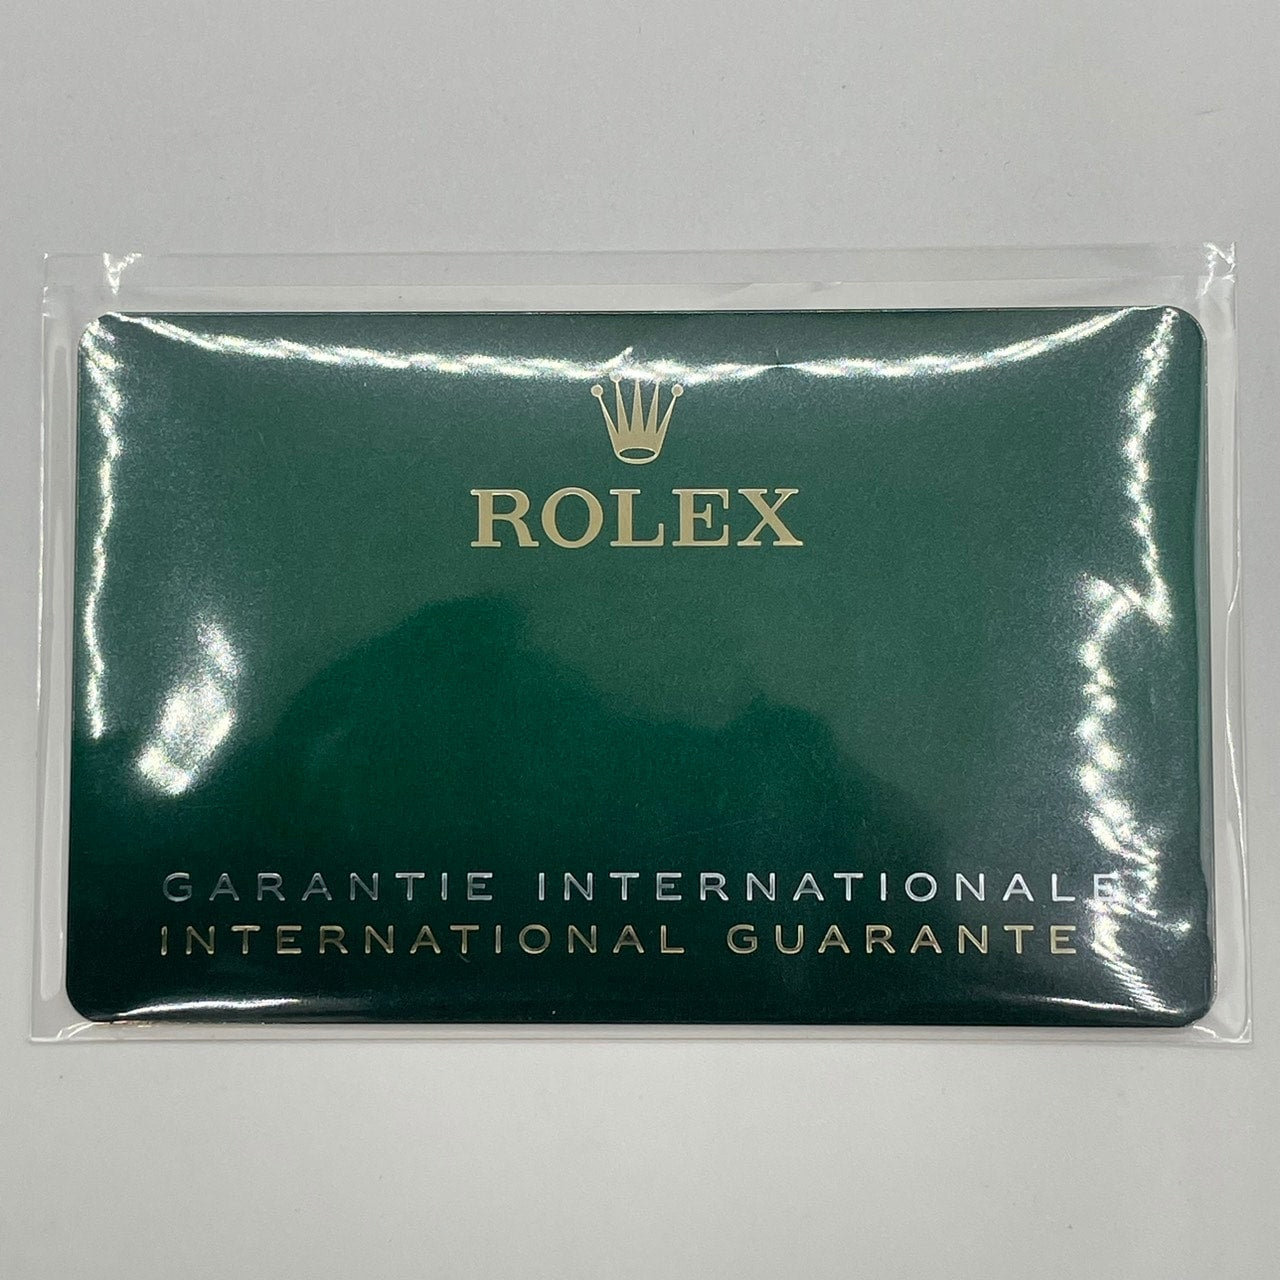 ROLEX
GARANTIE INTERNATIONALE
INTERNATIONAL GUARANTEE